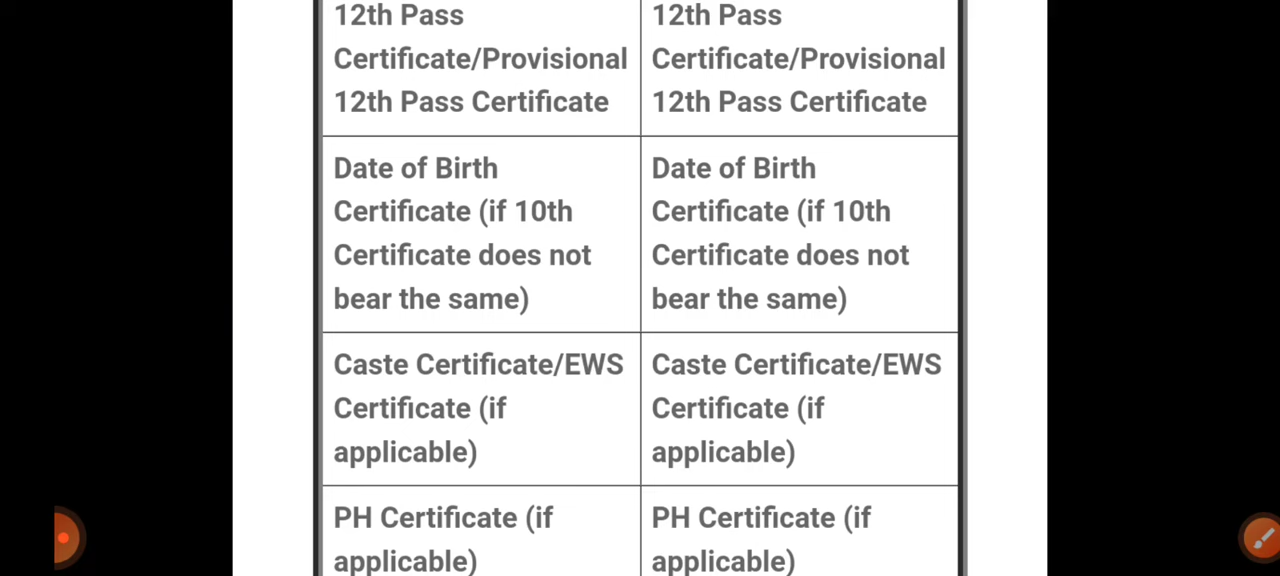 12th Pass
Certificate/Provisional
12th Pass Certificate
12th Pass
Certificate/Provisional
12th Pass Certificate
Date of Birth
Certificate (if 10th
Certificate does not
bear the same)
Date of Birth
Certificate (if 10th
Certificate does not
bear the same)
Caste Certificate/EWS
Certificate (if
applicable)
Caste Certificate/EWS
Certificate (if
applicable)
PH Certificate (if
applicable)
PH Certificate (if
applicable)